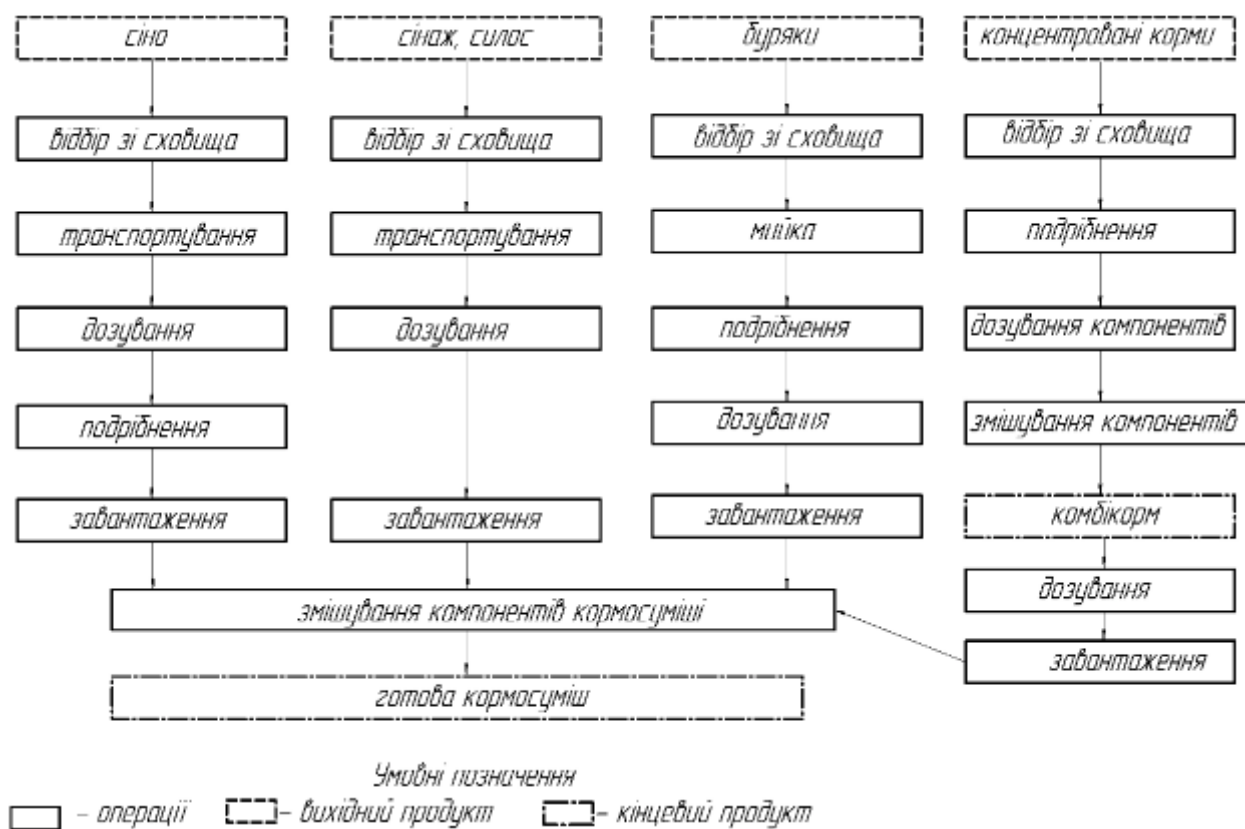 сіно
сінаж, силос
буряки
концентровані корми
відбір зі сховища
відбір зі сховища
відбір зі сховища
відбір зі сховища
транспортування
транспортування
мийка
подрібнення
дозування
дозування
подрібнення
дозування компонентів
подрібнення
дозування
змішування компонентів
завантаження
завантаження
завантаження
комбікорм
дозування
змішування компонентів кормосуміші
завантаження
готова кормосуміш
Умовні позначення
– операції – вихідний продукт – кінцевий продукт